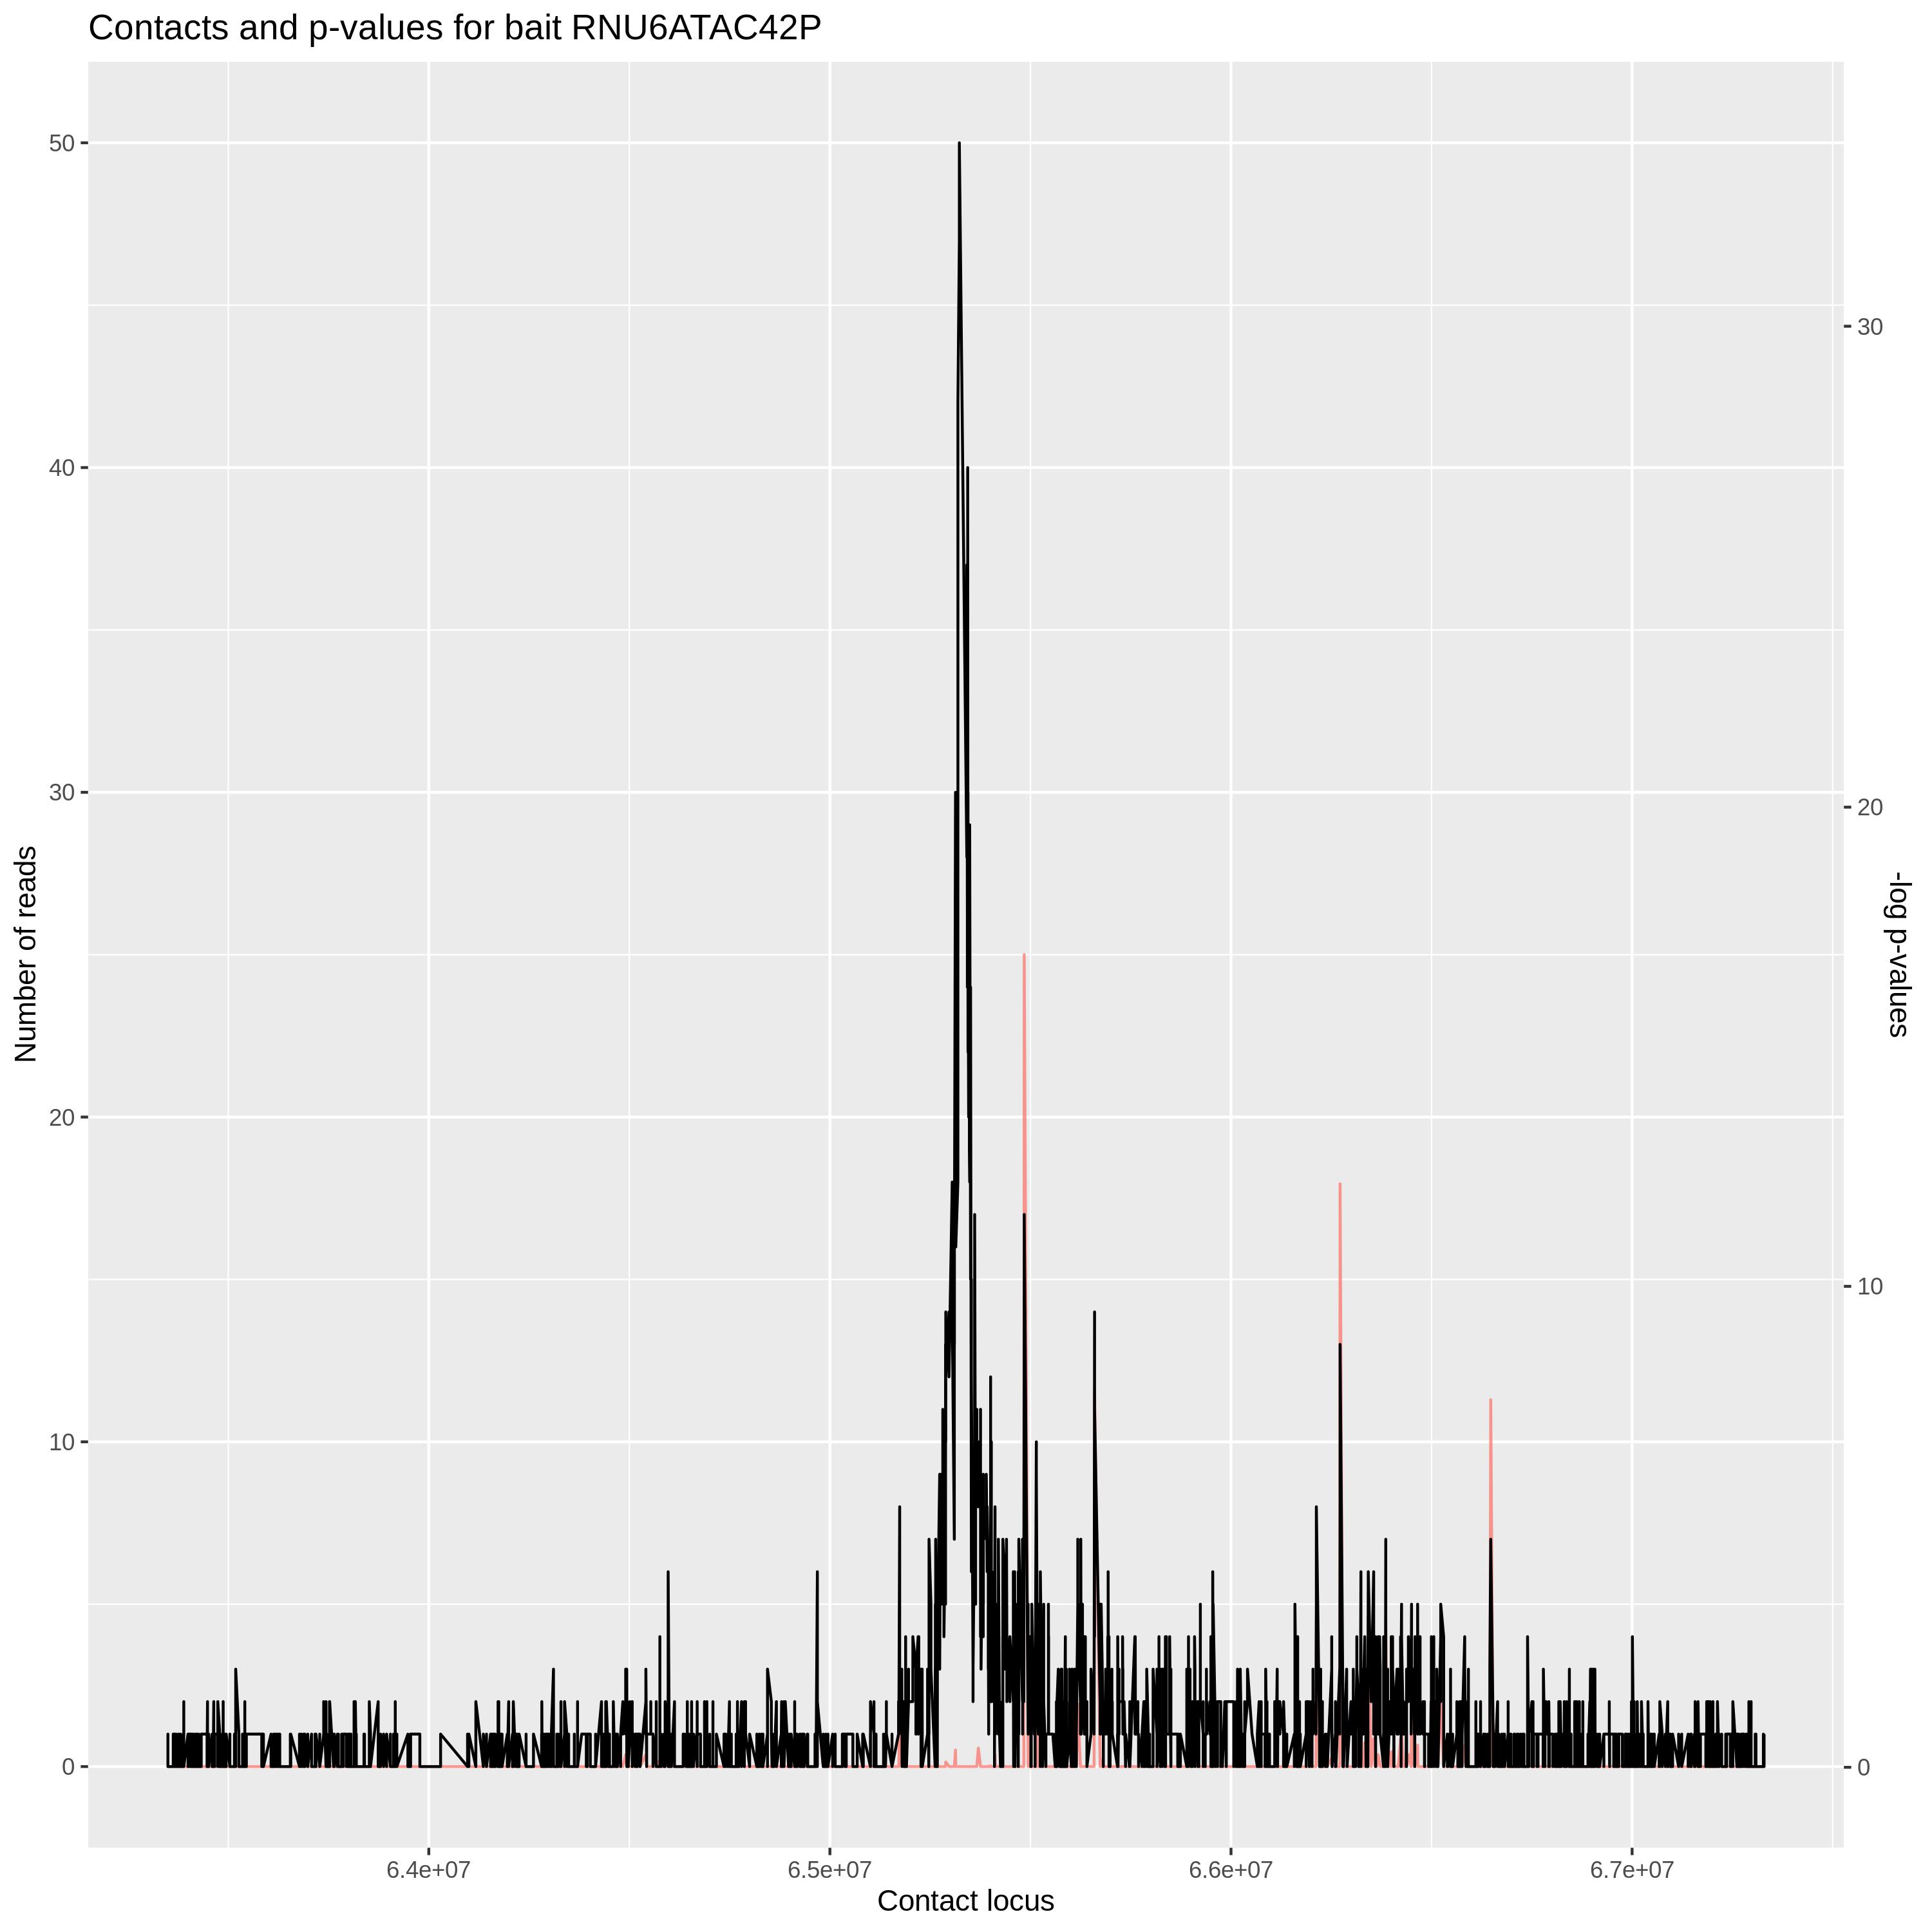 Contacts and p-values for bait RNU6ATAC42P
50
40
30
20
10
0
Number of reads
30
20
10
0
-log p-values
6.4e+07
6.5e+07
6.6e+07
6.7e+07
Contact locus